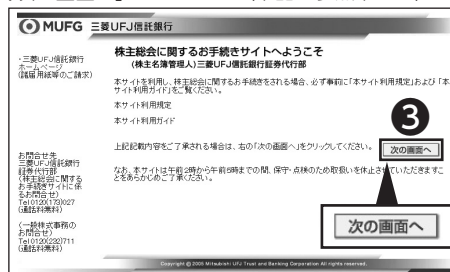 MUFG 三菱UFJ信託銀行
・三菱UFJ信託銀行
ホームページ
(諸届用紙等のご請求)
株主総会に関するお手続きサイトへようこそ
(株主名簿管理人)三菱UFJ信託銀行証券代行部
本サイトを利用し、株主総会に関するお手続きをされる場合、必ず事前に「本サイト利用規定」および「本
サイト利用ガイド」をご覧ください。
本サイト利用規定
本サイト利用ガイド
上記記載内容をご了承される場合は、右の「次の画面へ」をクリックしてください。
次の画面へ
3
なお、本サイトは午前2時から午前5時までの間、保守・点検のため取扱いを休止させていただきますこ
とをあらかじめご了承ください。
お問合せ先
三菱UFJ信託銀行
証券代行部
(株主総会に関する
お手続きサイトに係
るお問合せ)
Tel0120(173)027
(通話料無料)
(一般株式事務の
お問合せ)
Tel0120(232)711
(通話料無料)
次の画面へ
Copyright © 2005 Mitsubishi UFJ Trust and Banking Corporation All rights reserved.